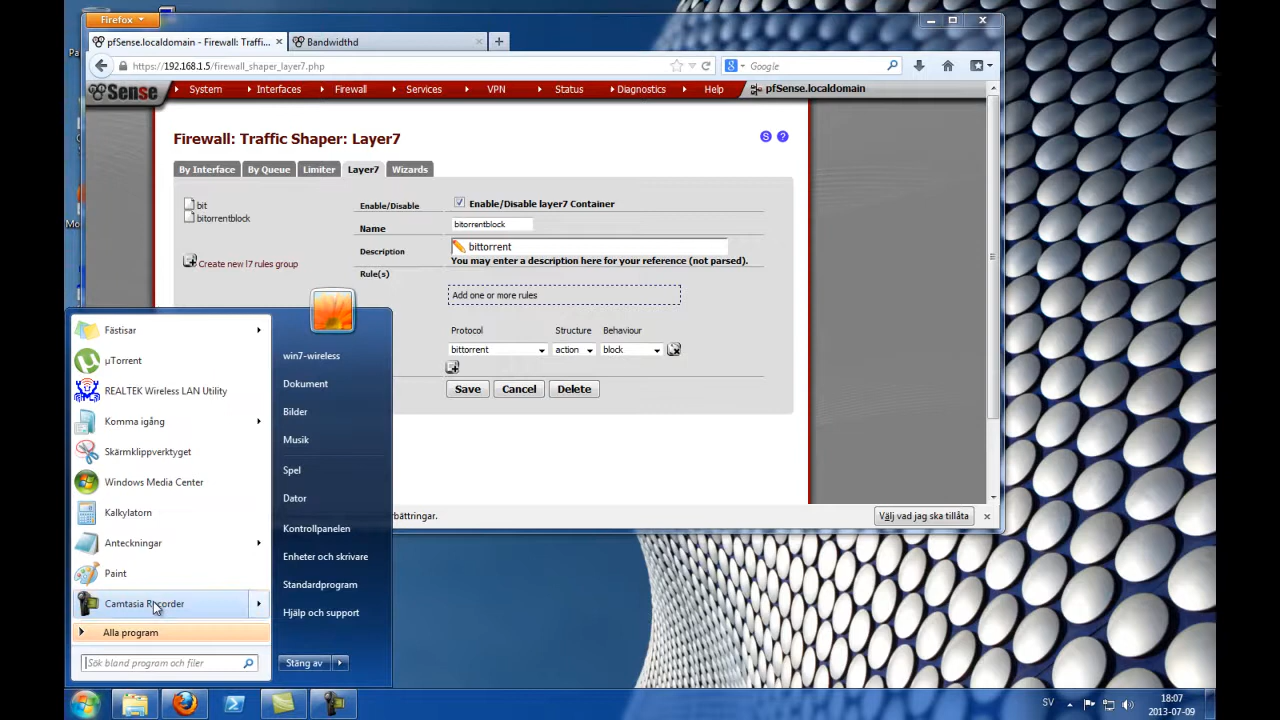 Firefox
pfSense.localdomain - Firewall: Traffi...
Bandwidthd
https://192.168.1.5/firewall_shaper_layer7.php
Google
Sense
System
Interfaces
Firewall
Services
VPN
Status
Diagnostics
Help
pfSense.localdomain
Firewall: Traffic Shaper: Layer7
By Interface
By Queue
Limiter
Layer7
Wizards
bit
bitorrentblock
Create new l7 rules group
Enable/Disable
Enable/Disable layer7 Container
Name
bitorrentblock
Description
bittorrent
You may enter a description here for your reference (not parsed).
Rule(s)
Add one or more rules
Protocol
Structure
Behaviour
bittorrent
action
block
Save
Cancel
Delete
rbättringar.
Välj vad jag ska tillåta
Fästisar
µTorrent
REALTEK Wireless LAN Utility
Komma igång
Skärmklippverktyget
Windows Media Center
Kalkylatorn
Anteckningar
Paint
Camtasia Recorder
Alla program
Sök bland program och filer
win7-wireless
Dokument
Bilder
Musik
Spel
Dator
Kontrollpanelen
Enheter och skrivare
Standardprogram
Hjälp och support
Stäng av
SV
18:07
2013-07-09